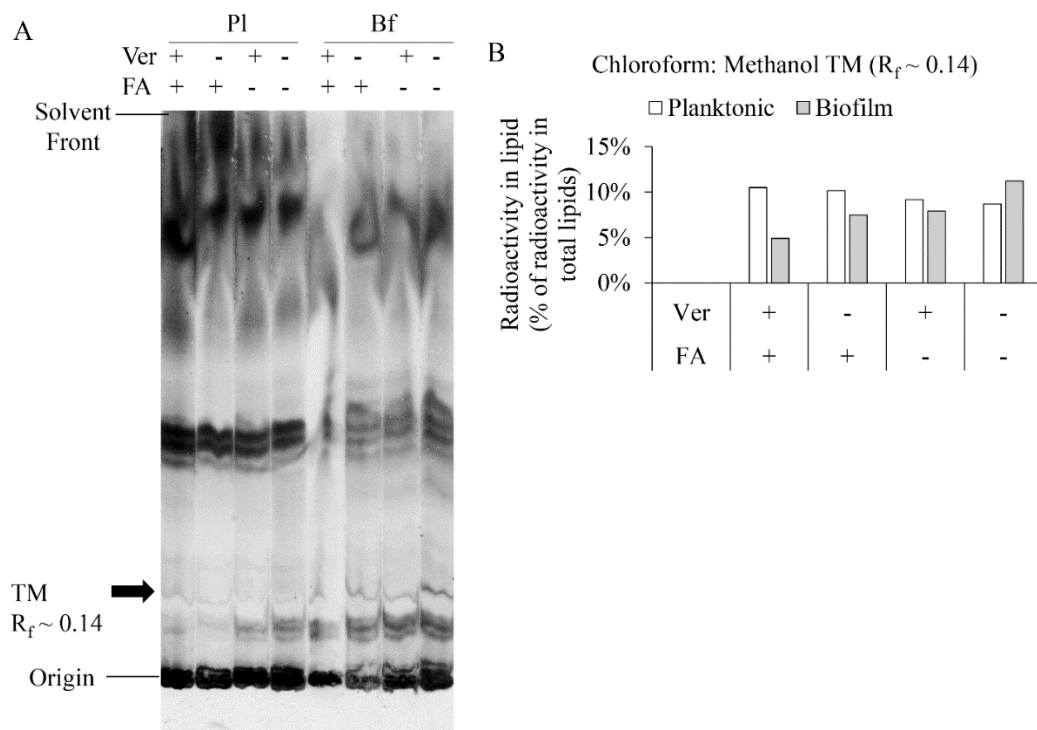 A
Pl Bf
Ver + - + - + - + -
FA + + - - + + - -
Solvent
Front
TM
Rf ~ 0.14
Origin
B
Chloroform: Methanol TM (Rf ~ 0.14)
Planktonic Biofilm
Radioactivity in lipid
(% of radioactivity in
total lipids)
15%
10%
5%
0%
Ver + - + -
FA + + - -